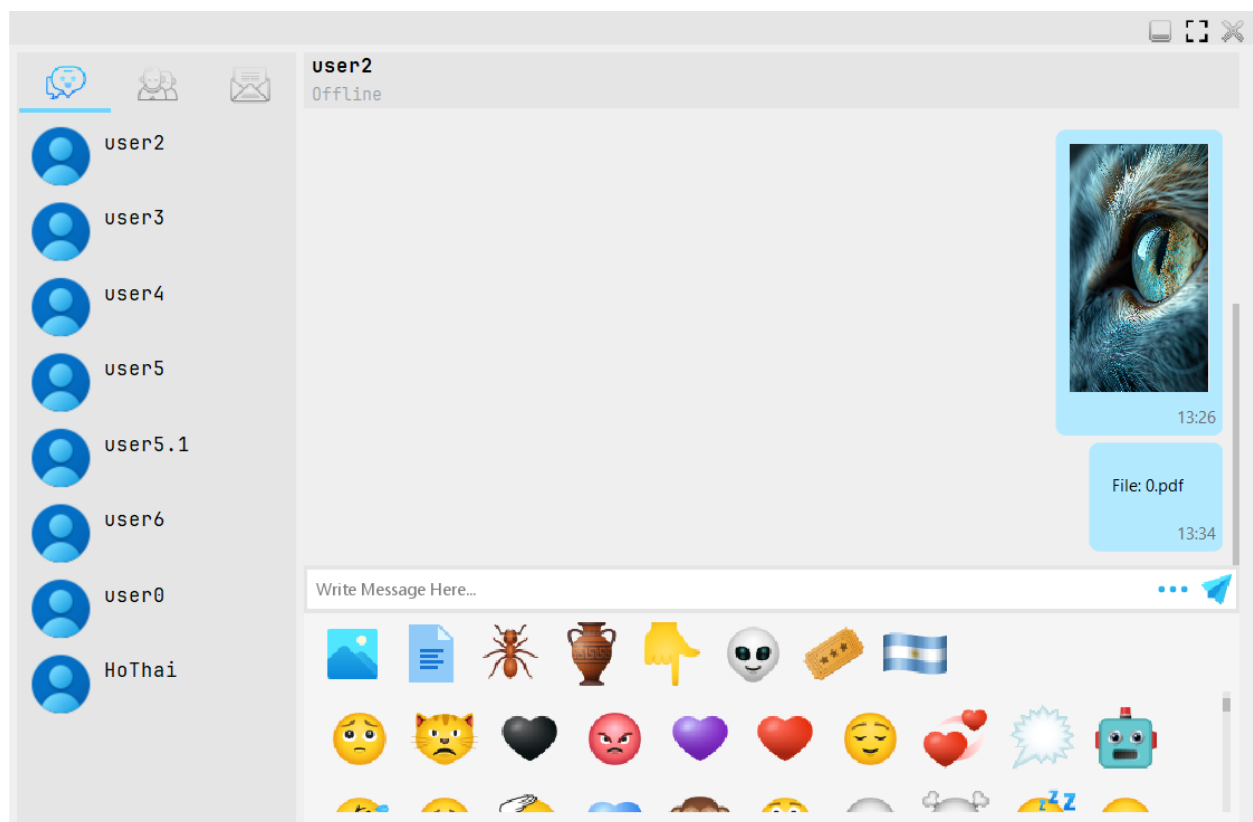 user2
user3
user4
user5
user5.1
user6
user0
HoThai
user2
Offline
13:26
File: 0.pdf
13:34
Write Message Here...